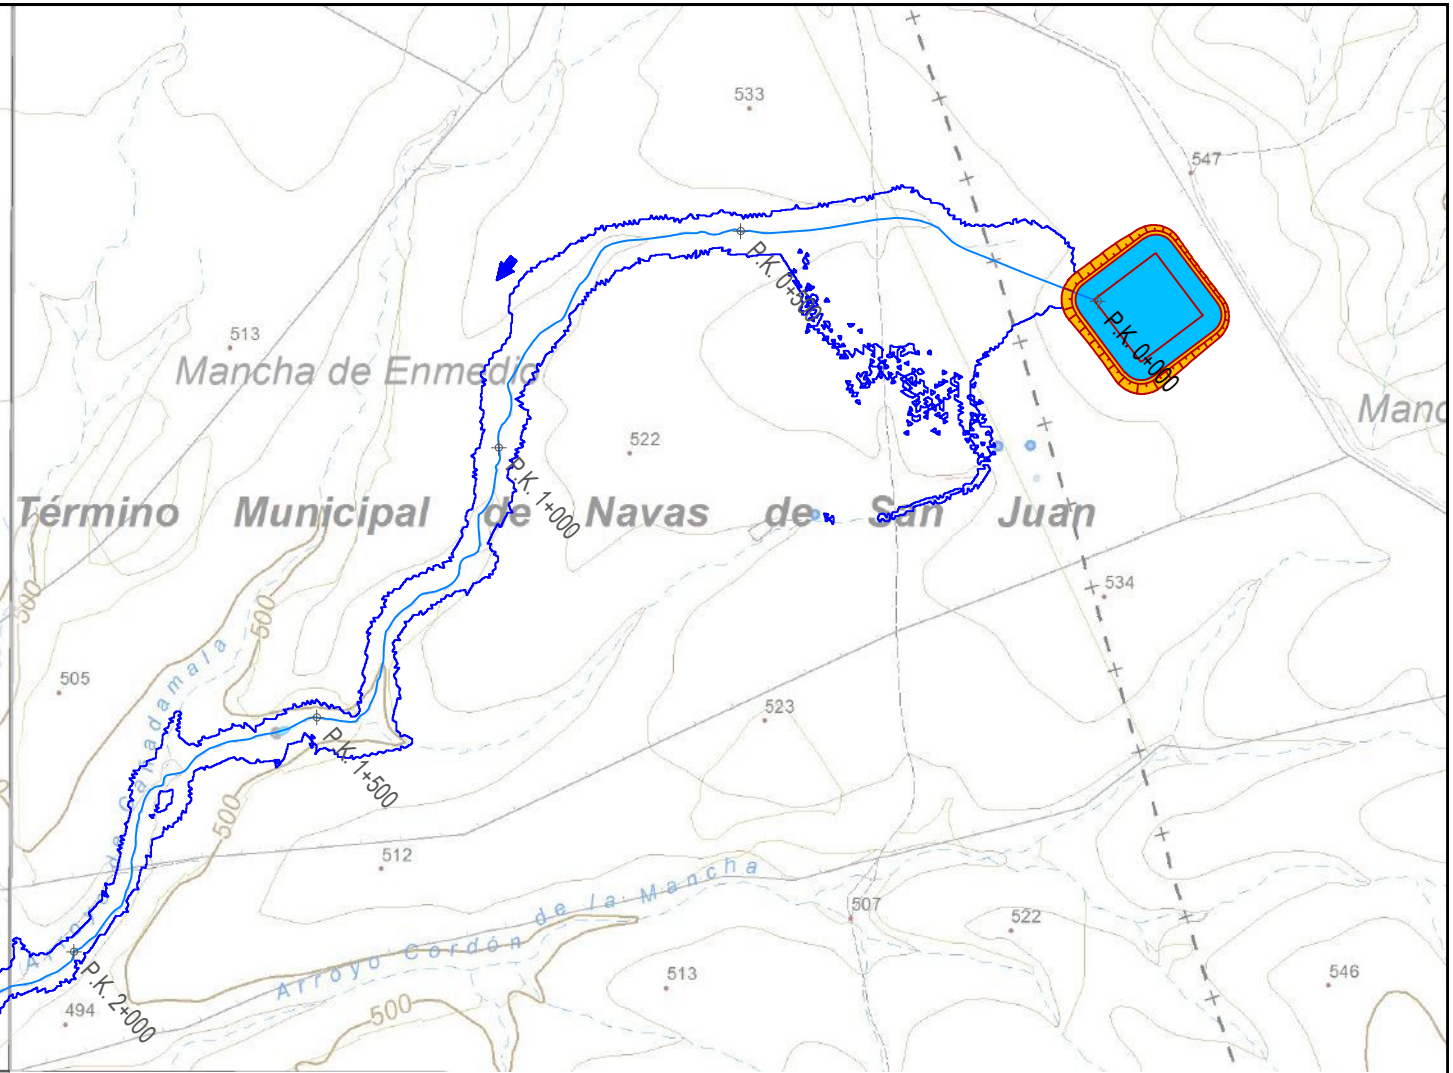 533
547
P.K. 0+500
513
Mancha de Enmedio
P.K. 0+000
522
P.K. 1+000
Término Municipal de Navas de San Juan
534
500
500
505
523
P.K. 1+500
500
512
Arroyo Cordón de la Mancha
507
522
513
546
P.K. 2+000
494
500